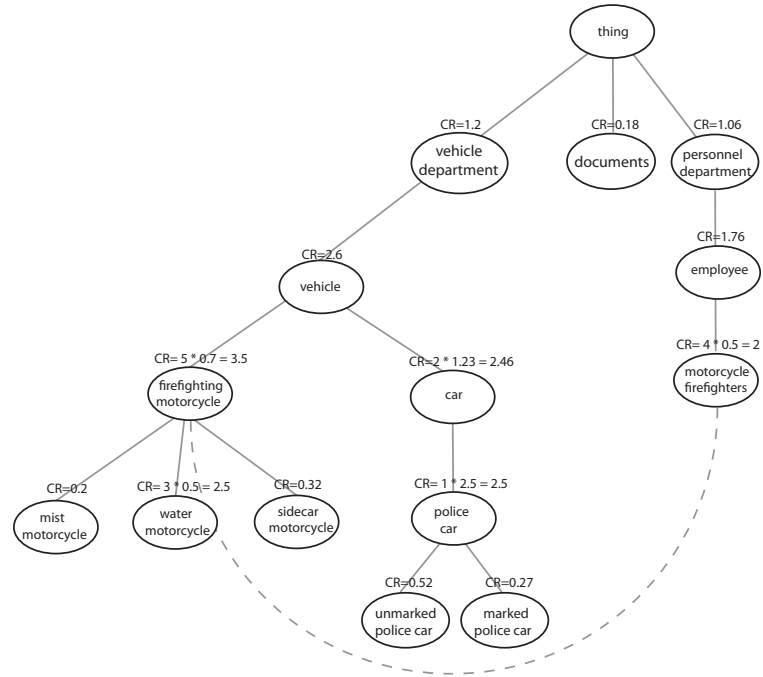 thing
CR=1.2
CR=0.18
CR=1.06
vehicle
department
documents
personnel
department
CR=2.6
CR=1.76
vehicle
employee
CR= 5 * 0.7 = 3.5
CR=2 * 1.23 = 2.46
CR= 4 * 0.5 = 2
firefighting
motorcycle
car
motorcycle
firefighters
CR=0.2
CR= 3 * 0.5 = 2.5
CR=0.32
CR= 1 * 2.5 = 2.5
mist
motorcycle
water
motorcycle
sidecar
motorcycle
police
car
CR=0.52
CR=0.27
unmarked
police car
marked
police car